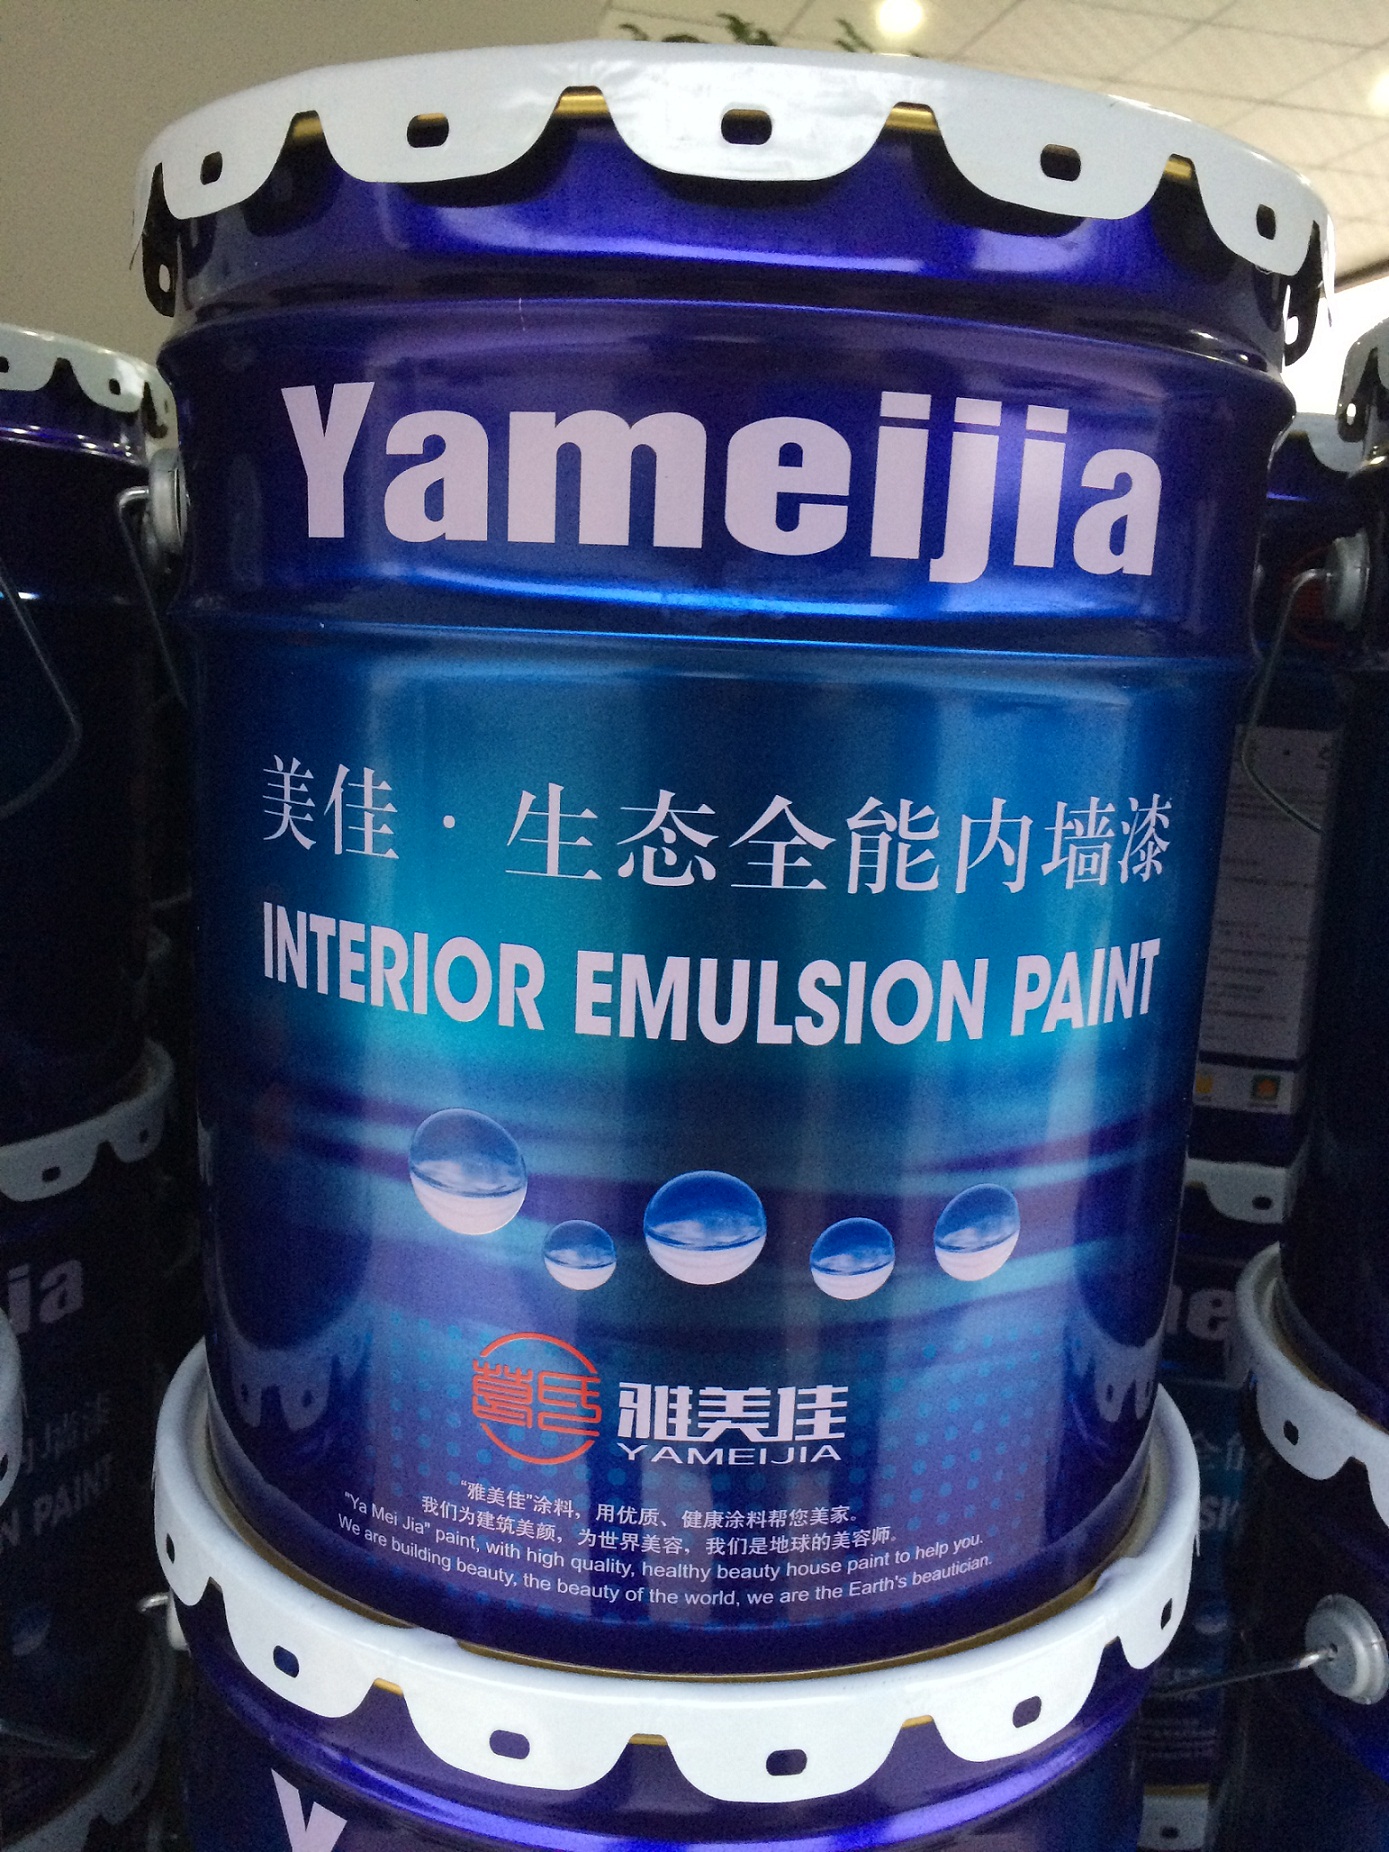 Yameijia
美佳·生态全能内墙漆
INTERIOR EMULSION PAINT
雅美佳
YAMEIJIA
“雅美佳”涂料，用优质、健康涂料帮您美家。
我们为建筑美颜，为世界美容，我们是地球的美容师。
"Ya Mei Jia" paint, with high quality, healthy beauty house paint to help you.
We are building beauty, the beauty of the world, we are the Earth's beautician.
ia
N PAINT
me
Y